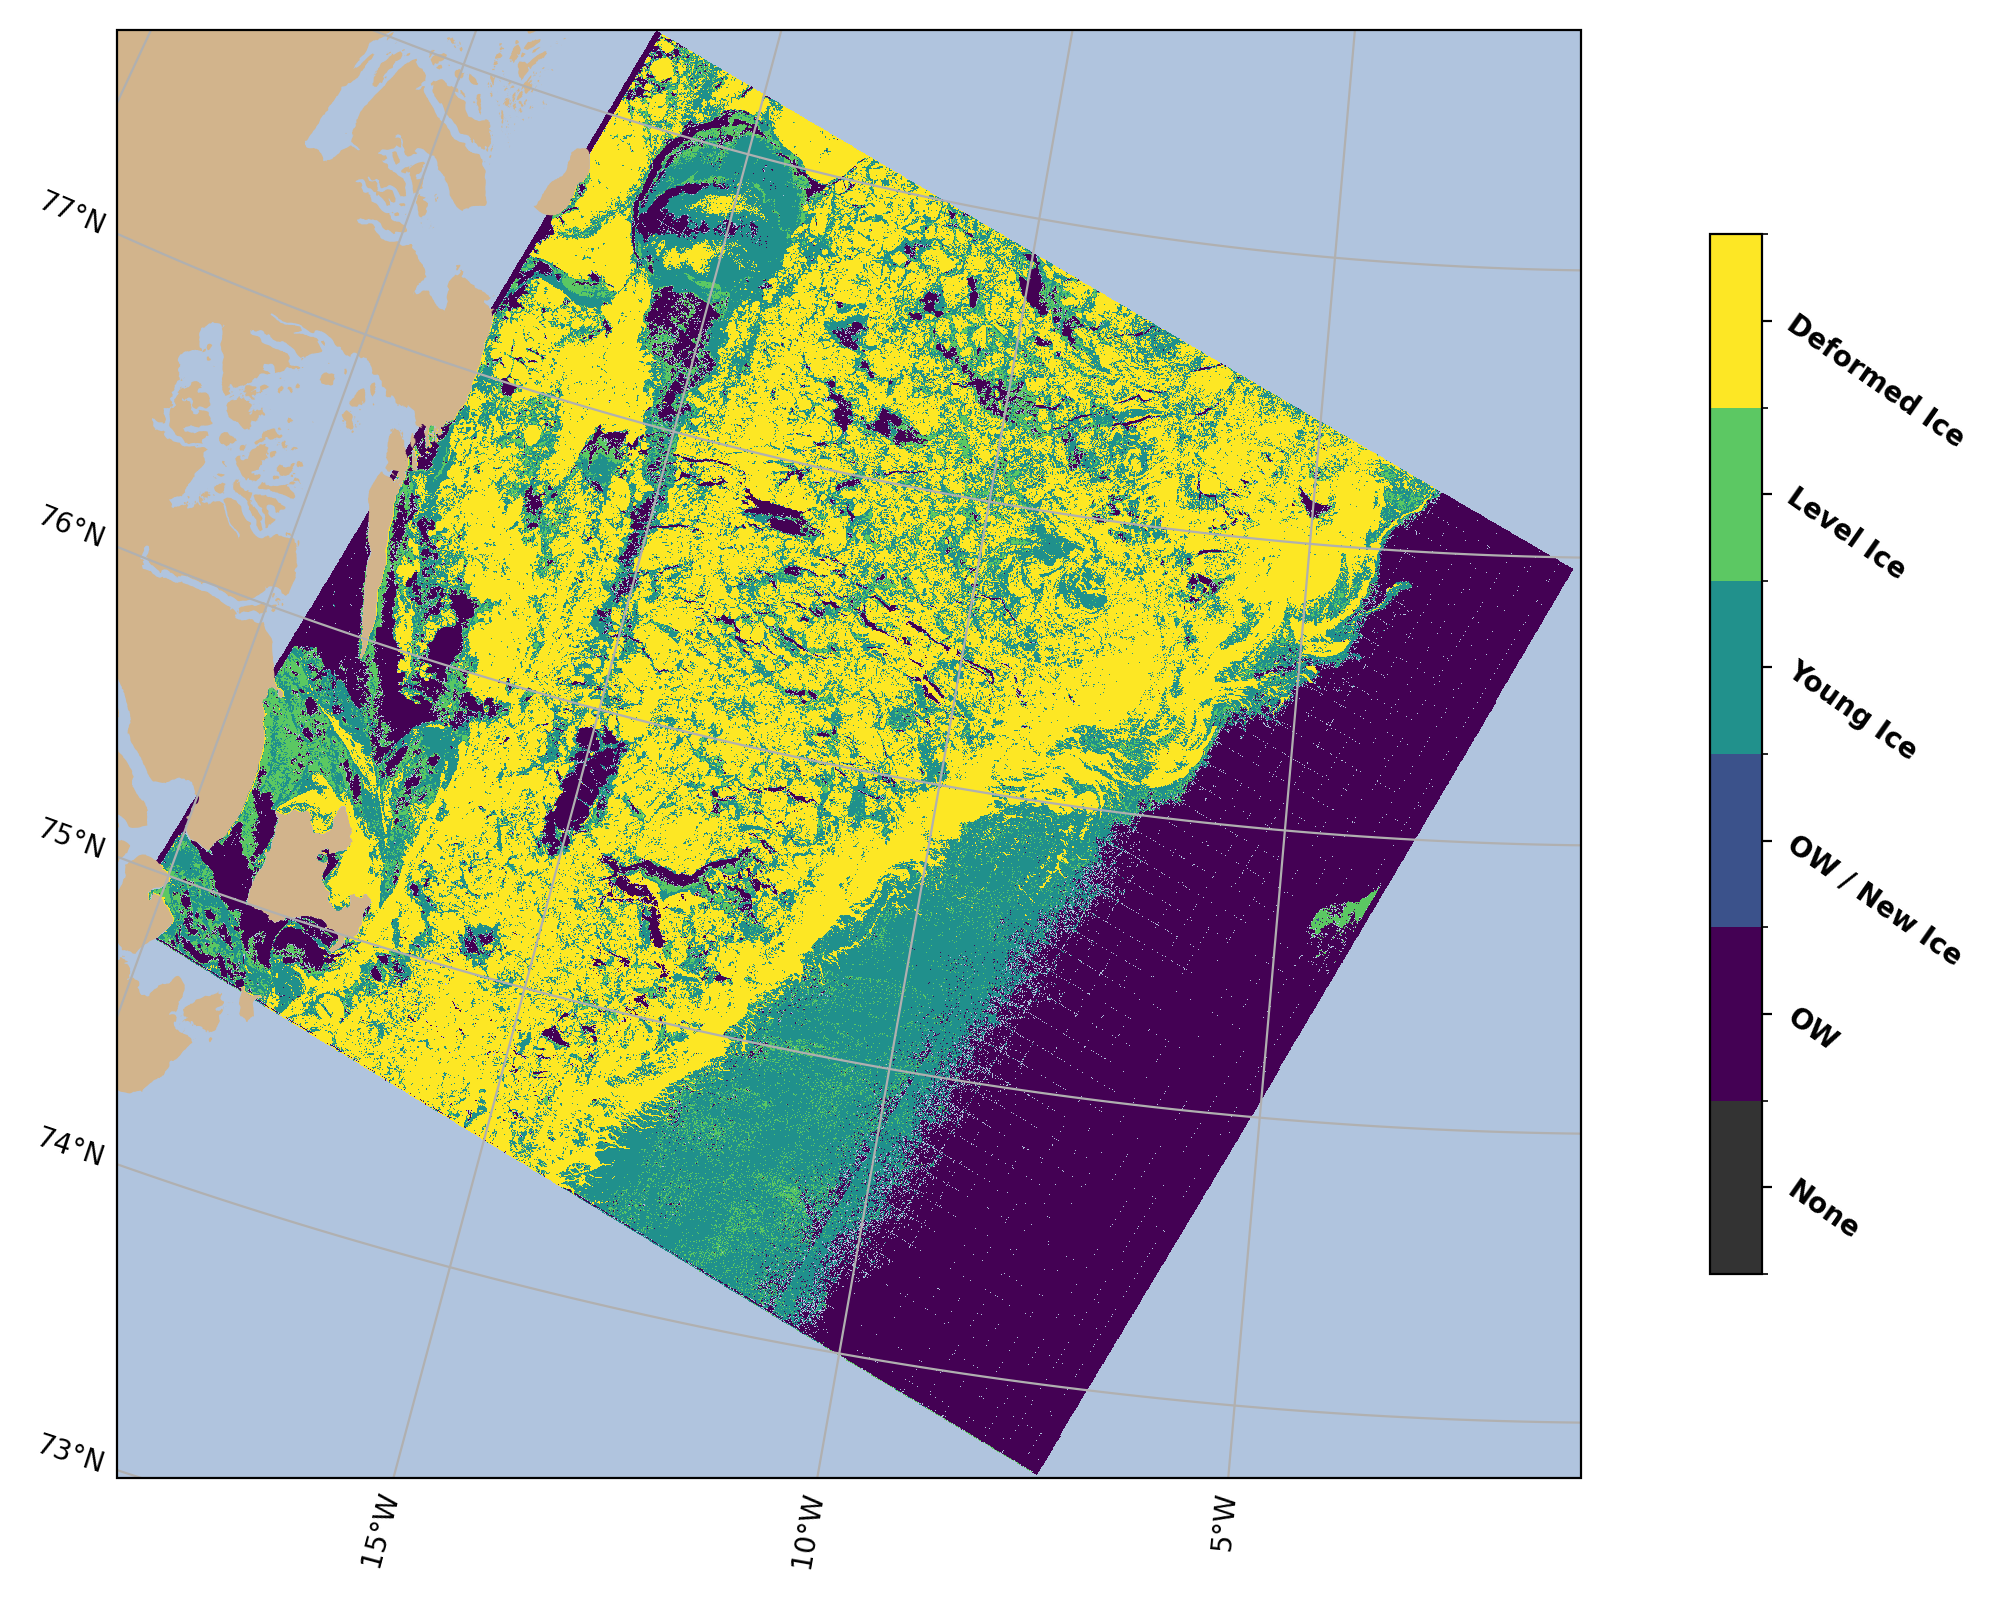 77°N
76°N
75°N
74°N
73°N
15°W
10°W
5°W
Deformed Ice
Level Ice
Young Ice
OW / New Ice
OW
None